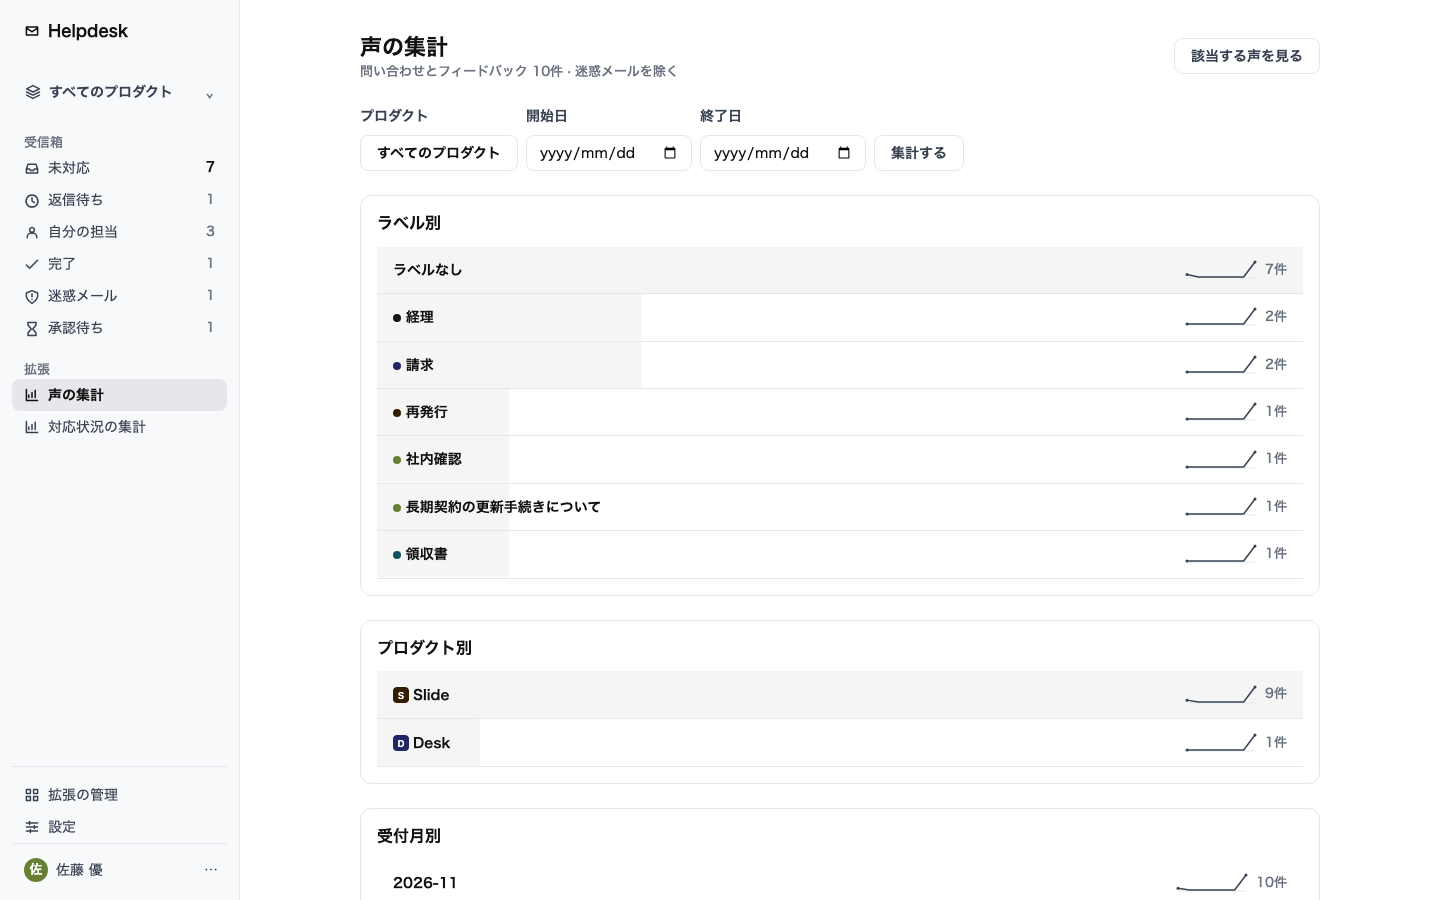 Helpdesk
すべてのプロダクト
受信箱
未対応 7
返信待ち 1
自分の担当 3
完了 1
迷惑メール 1
承認待ち 1
拡張
声の集計
対応状況の集計
拡張の管理
設定
佐 佐藤 優 ...
声の集計
問い合わせとフィードバック 10件 · 迷惑メールを除く
該当する声を見る
プロダクト 開始日 終了日
すべてのプロダクト yyyy/mm/dd yyyy/mm/dd 集計する
ラベル別
ラベルなし 7件
経理 2件
請求 2件
再発行 1件
社内確認 1件
長期契約の更新手続きについて 1件
領収書 1件
プロダクト別
S Slide 9件
D Desk 1件
受付月別
2026-11 10件